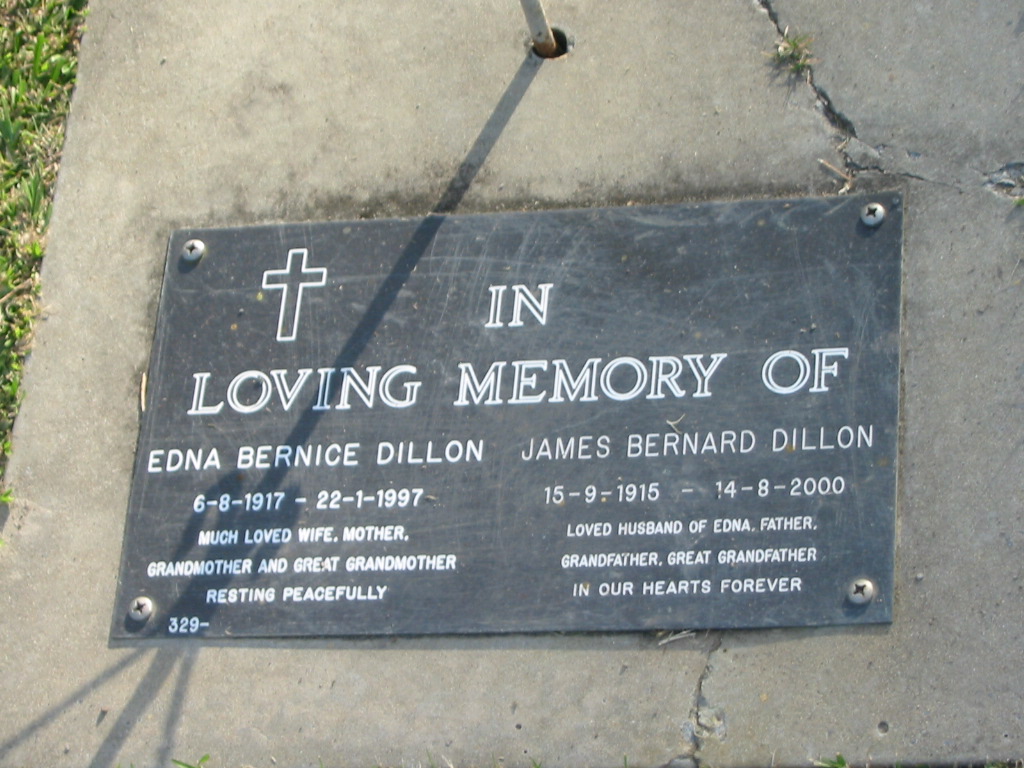 IN
LOVING MEMORY OF
EDNA BERNICE DILLON
6-8-1917 - 22-1-1997
MUCH LOVED WIFE, MOTHER,
GRANDMOTHER AND GREAT GRANDMOTHER
RESTING PEACEFULLY
329-
JAMES BERNARD DILLON
15-9-1915 - 14-8-2000
LOVED HUSBAND OF EDNA, FATHER,
GRANDFATHER, GREAT GRANDFATHER
IN OUR HEARTS FOREVER